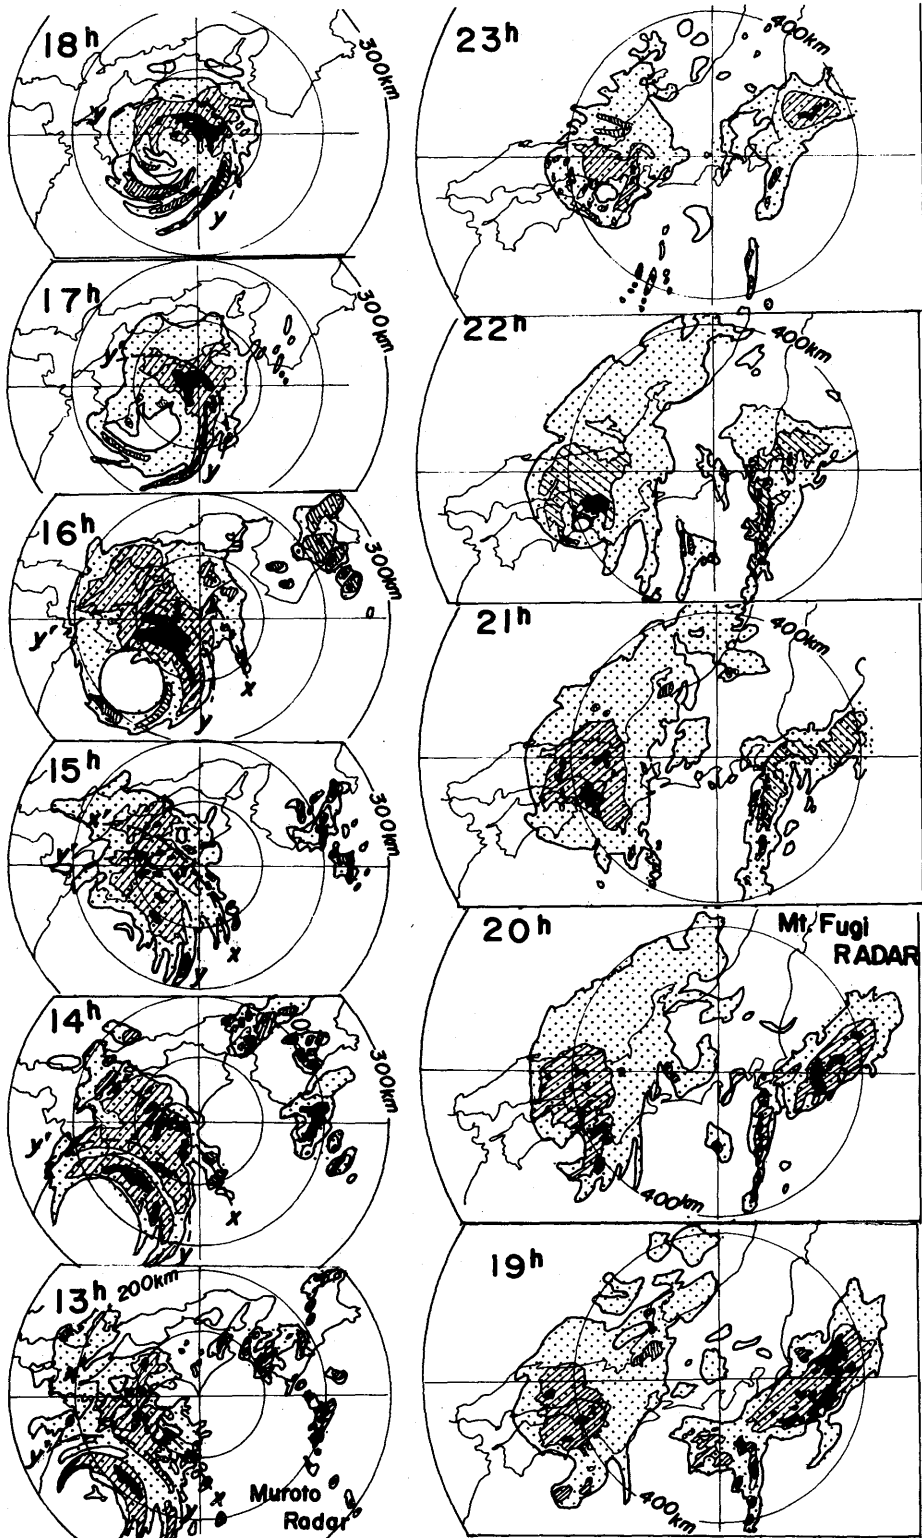 18h
300km
y'
y
17h
300km
y'
y
16h
300km
y'
y
x
15h
300km
x'
y'
y
x
14h
300km
y'
y
x
13h
200km
x'
y'
y
x
Muroto
Radar
23h
400km
22h
400km
21h
400km
20h
Mt. Fugi
RADAR
400km
19h
400km